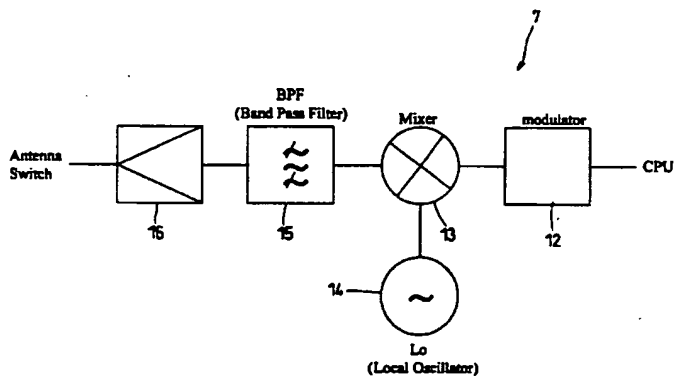 7
BPF
(Band Pass Filter)
Mixer
modulator
Antenna
Switch
CPU
16
15
13
12
14
Lo
(Local Oscillator)